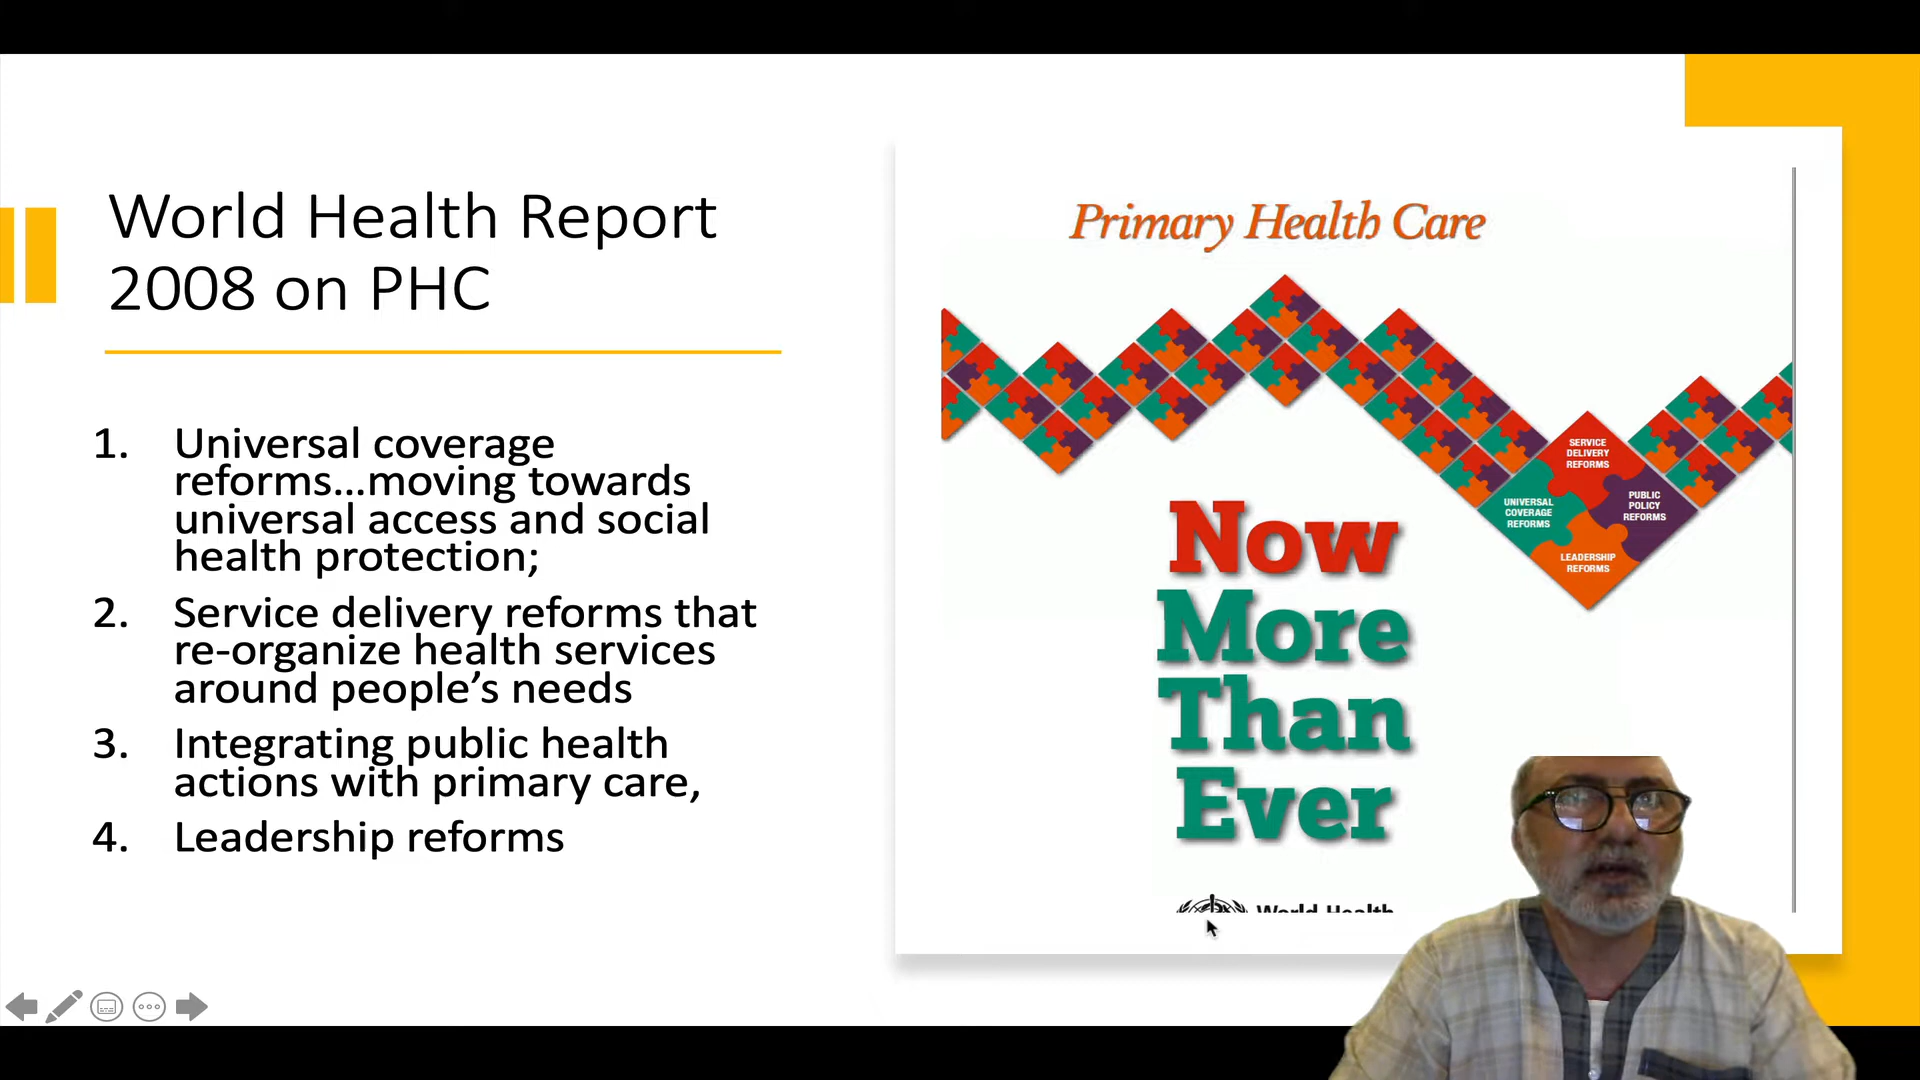 World Health Report
2008 on PHC
1. Universal coverage
reforms...moving towards
universal access and social
health protection;
2. Service delivery reforms that
re-organize health services
around people’s needs
3. Integrating public health
actions with primary care,
4. Leadership reforms
Primary Health Care
SERVICE
DELIVERY
REFORMS
UNIVERSAL
COVERAGE
REFORMS
PUBLIC
POLICY
REFORMS
LEADERSHIP
REFORMS
Now
More
Than
Ever
World Health